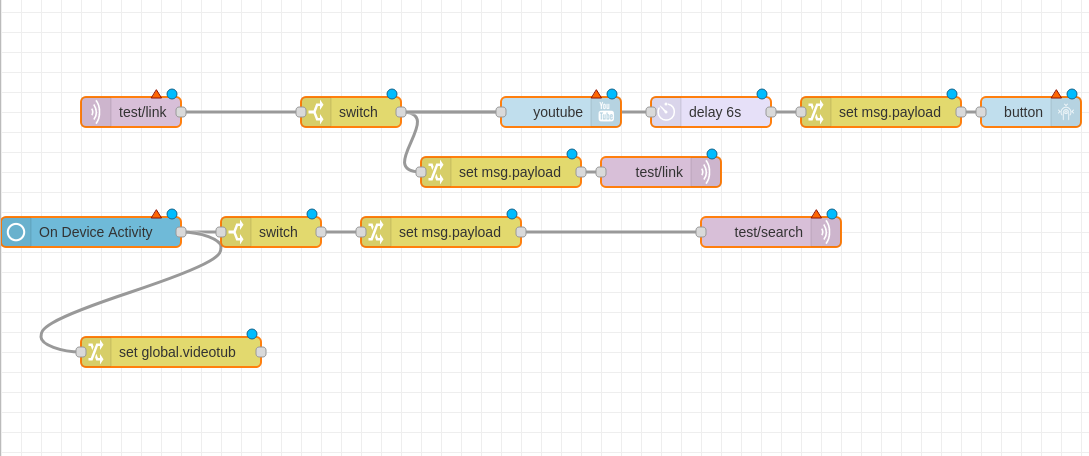 test/link
switch
youtube
You
Tube
delay 6s
set msg.payload
button
set msg.payload
test/link
On Device Activity
switch
set msg.payload
test/search
set global.videotub